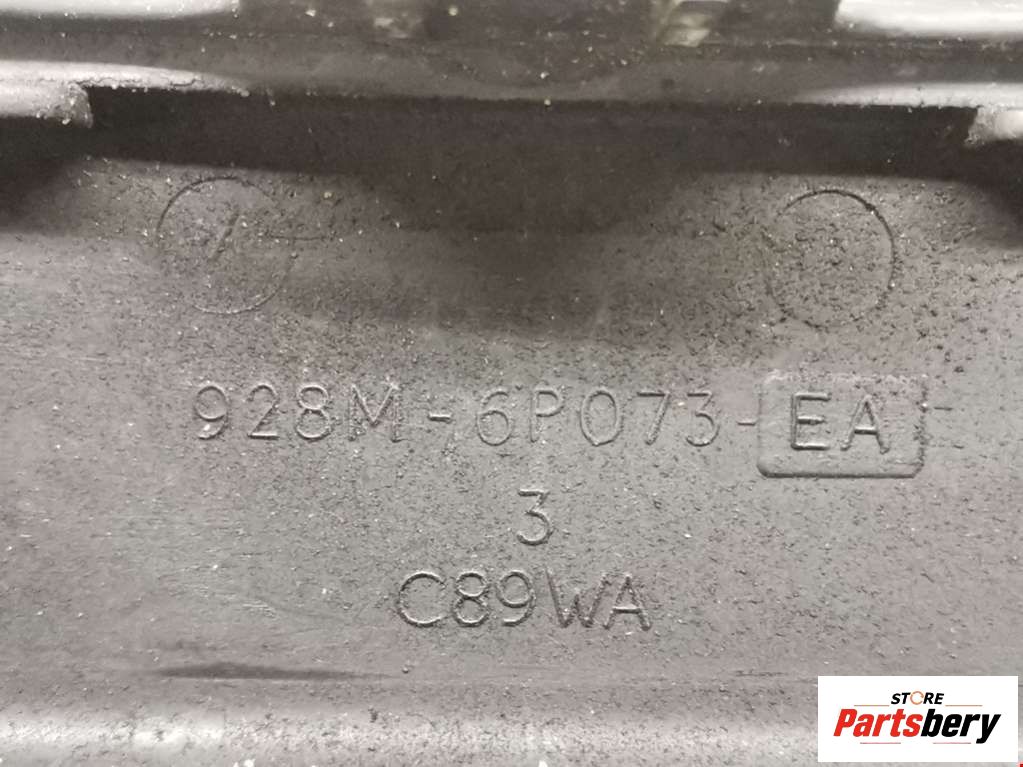 928M-6P073-EA
3
C89WA
STORE
Partsbery